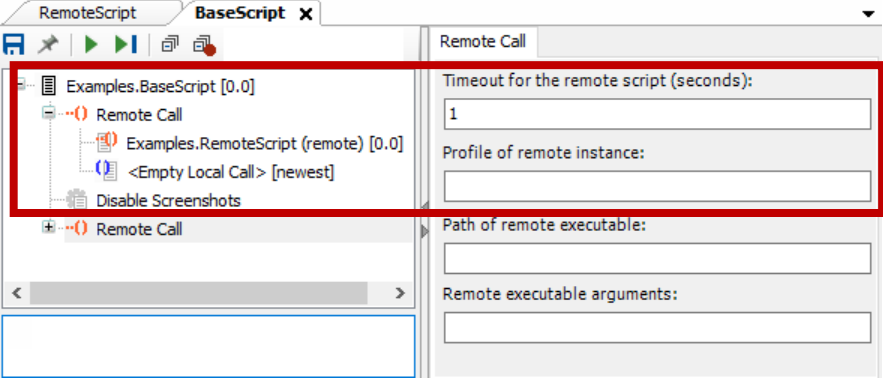 RemoteScript
BaseScript
Remote Call
Examples.BaseScript [0.0]
Remote Call
Examples.RemoteScript (remote) [0.0]
<Empty Local Call> [newest]
Disable Screenshots
Remote Call
Timeout for the remote script (seconds):
1
Profile of remote instance:
Path of remote executable:
Remote executable arguments: